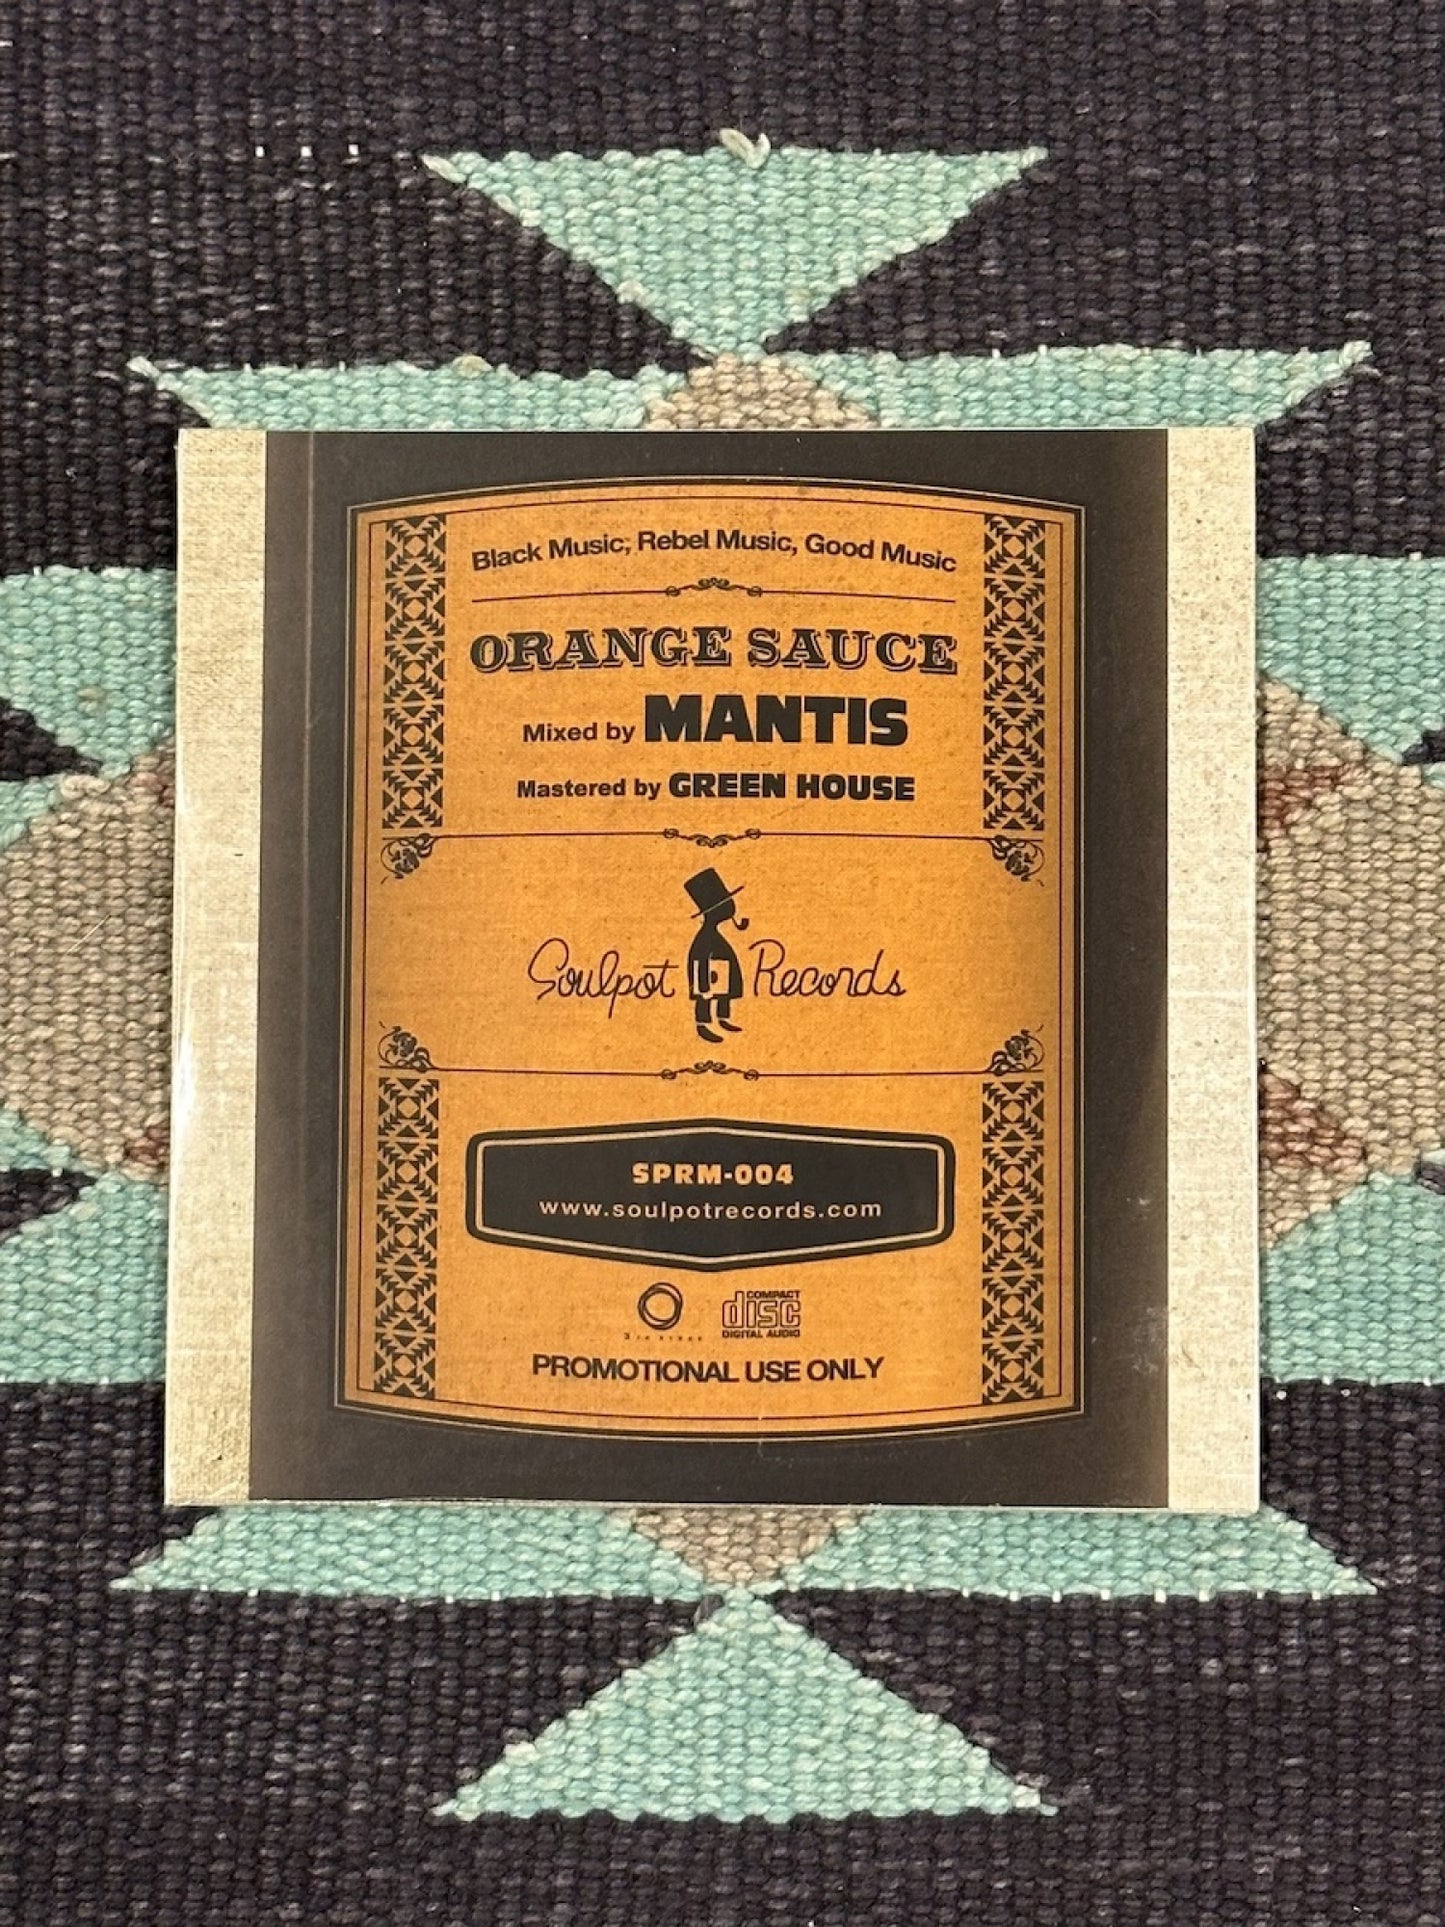 Black Music, Rebel Music, Good Music
ORANGE SAUCE
Mixed by MANTIS
Mastered by GREEN HOUSE
Soulpot Records
SPRM-004
www.soulpotrecords.com
COMPACT
disc
DIGITAL AUDIO
PROMOTIONAL USE ONLY